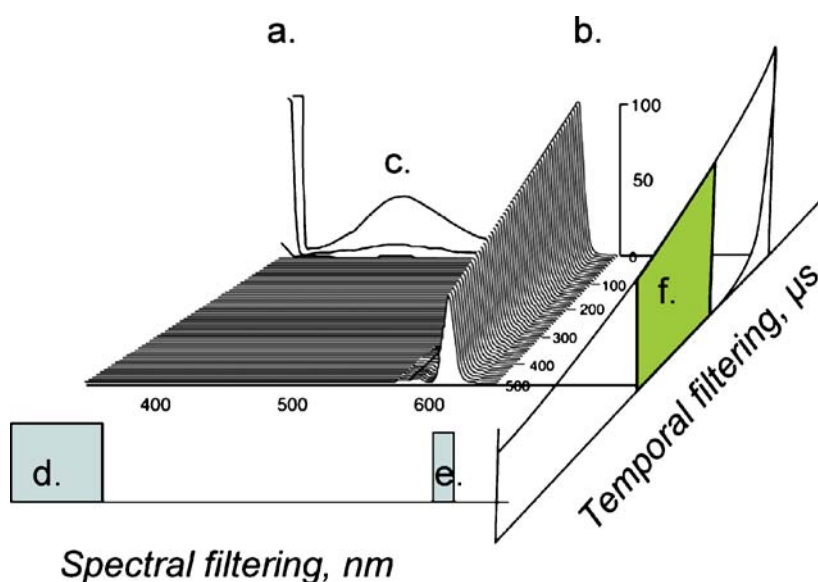 a.
b.
c.
100
50
0
100
200
300
400
500
f.
400
500
600
d.
e.
Temporal filtering, µs
Spectral filtering, nm